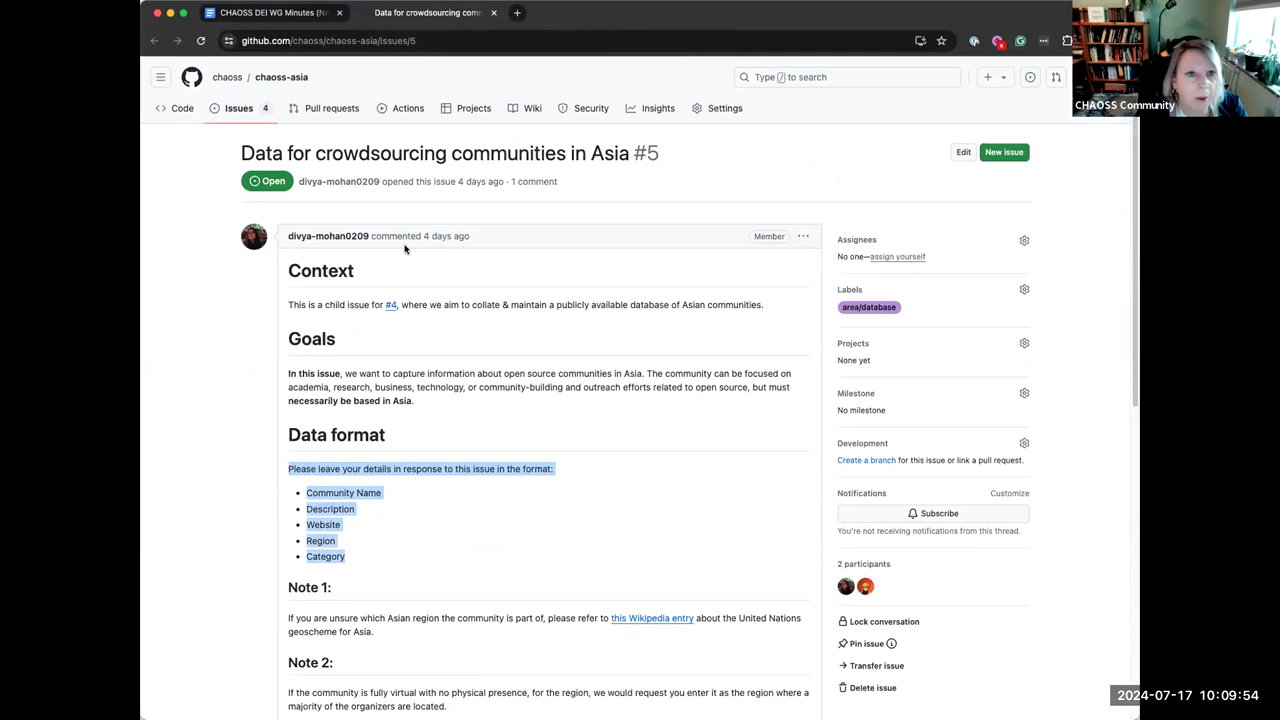 CHAOSS DEI WG Minutes (N
Data for crowdsourcing com
github.com/chaoss/chaoss-asia/issues/5
chaoss / chaoss-asia
Type / to search
Code
Issues 4
Pull requests
Actions
Projects
Wiki
Security
Insights
Settings
CHAOSS Community
Data for crowdsourcing communities in Asia #5
Edit
New issue
Open
divya-mohan0209 opened this issue 4 days ago · 1 comment
divya-mohan0209 commented 4 days ago
Member
Context
This is a child issue for #4, where we aim to collate & maintain a publicly available database of Asian communities.
Goals
In this issue, we want to capture information about open source communities in Asia. The community can be focused on
academia, research, business, technology, or community-building and outreach efforts related to open source, but must
necessarily be based in Asia.
Data format
Please leave your details in response to this issue in the format:
Community Name
Description
Website
Region
Category
Note 1:
If you are unsure which Asian region the community is part of, please refer to this Wikipedia entry about the United Nations
geoscheme for Asia.
Note 2:
If the community is fully virtual with no physical presence, for the region, we would request you enter it as the region where a
majority of the organizers are located.
Assignees
No one—assign yourself
Labels
area/database
Projects
None yet
Milestone
No milestone
Development
Create a branch for this issue or link a pull request.
Notifications
Customize
Subscribe
You're not receiving notifications from this thread.
2 participants
Lock conversation
Pin issue
Transfer issue
Delete issue
2024-07-17 10:09:54